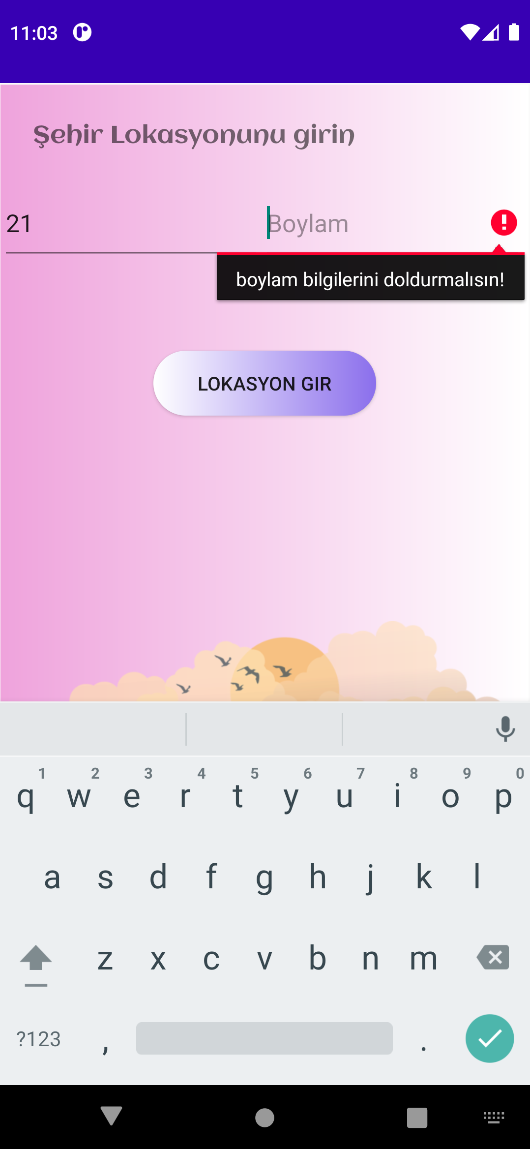 11:03
Şehir Lokasyonunu girin
21 Boylam
boylam bilgilerini doldurmalısın!
LOKASYON GIR
1 2 3 4 5 6 7 8 9 0
q w e r t y u i o p
a s d f g h j k l
z x c v b n m
?123 , .